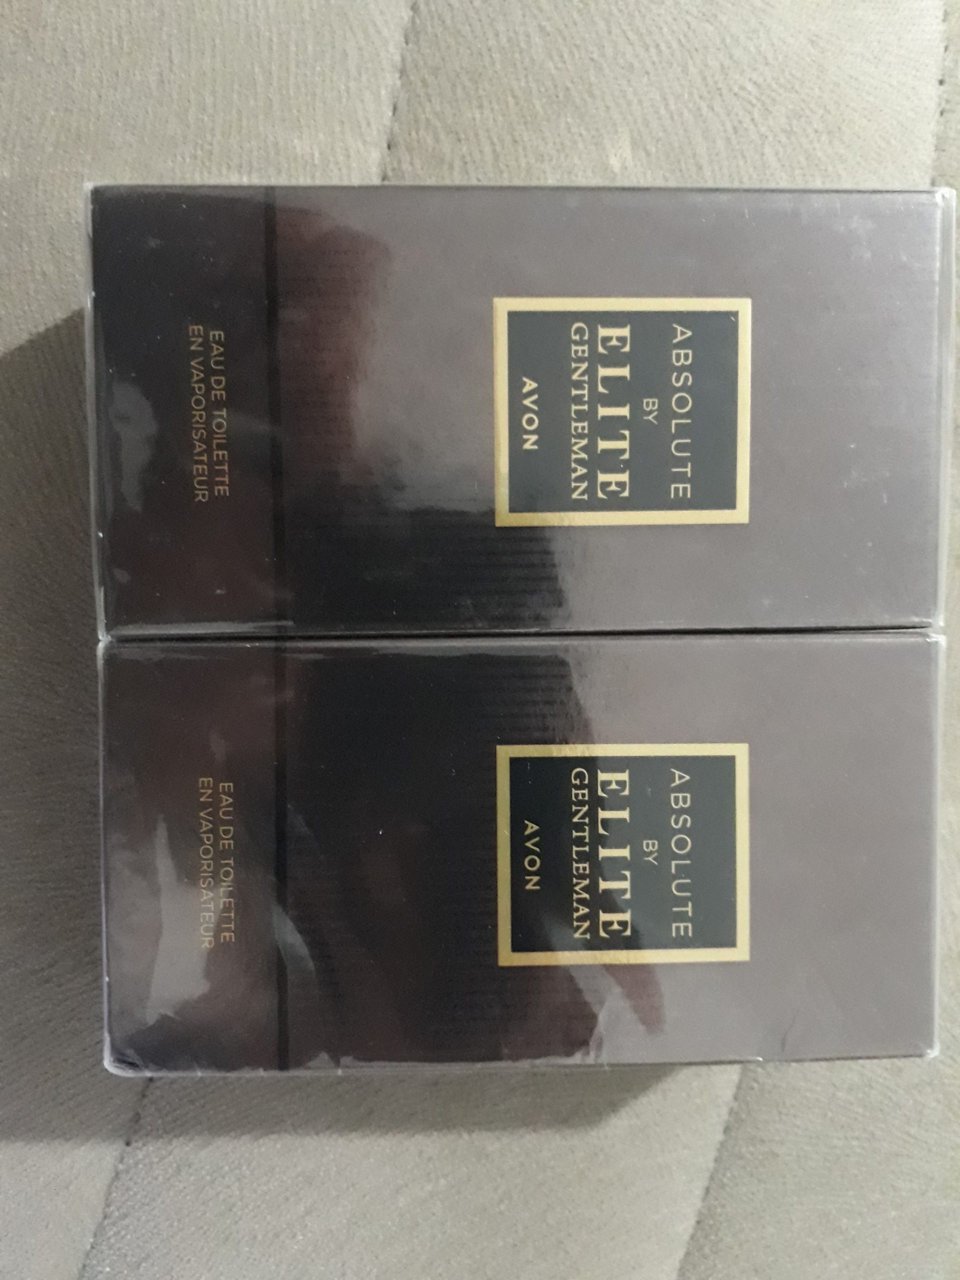 ABSOLUTE
BY
ELITE
GENTLEMAN
AVON
EAU DE TOILETTE
EN VAPORISATEUR
ABSOLUTE
BY
ELITE
GENTLEMAN
AVON
EAU DE TOILETTE
EN VAPORISATEUR